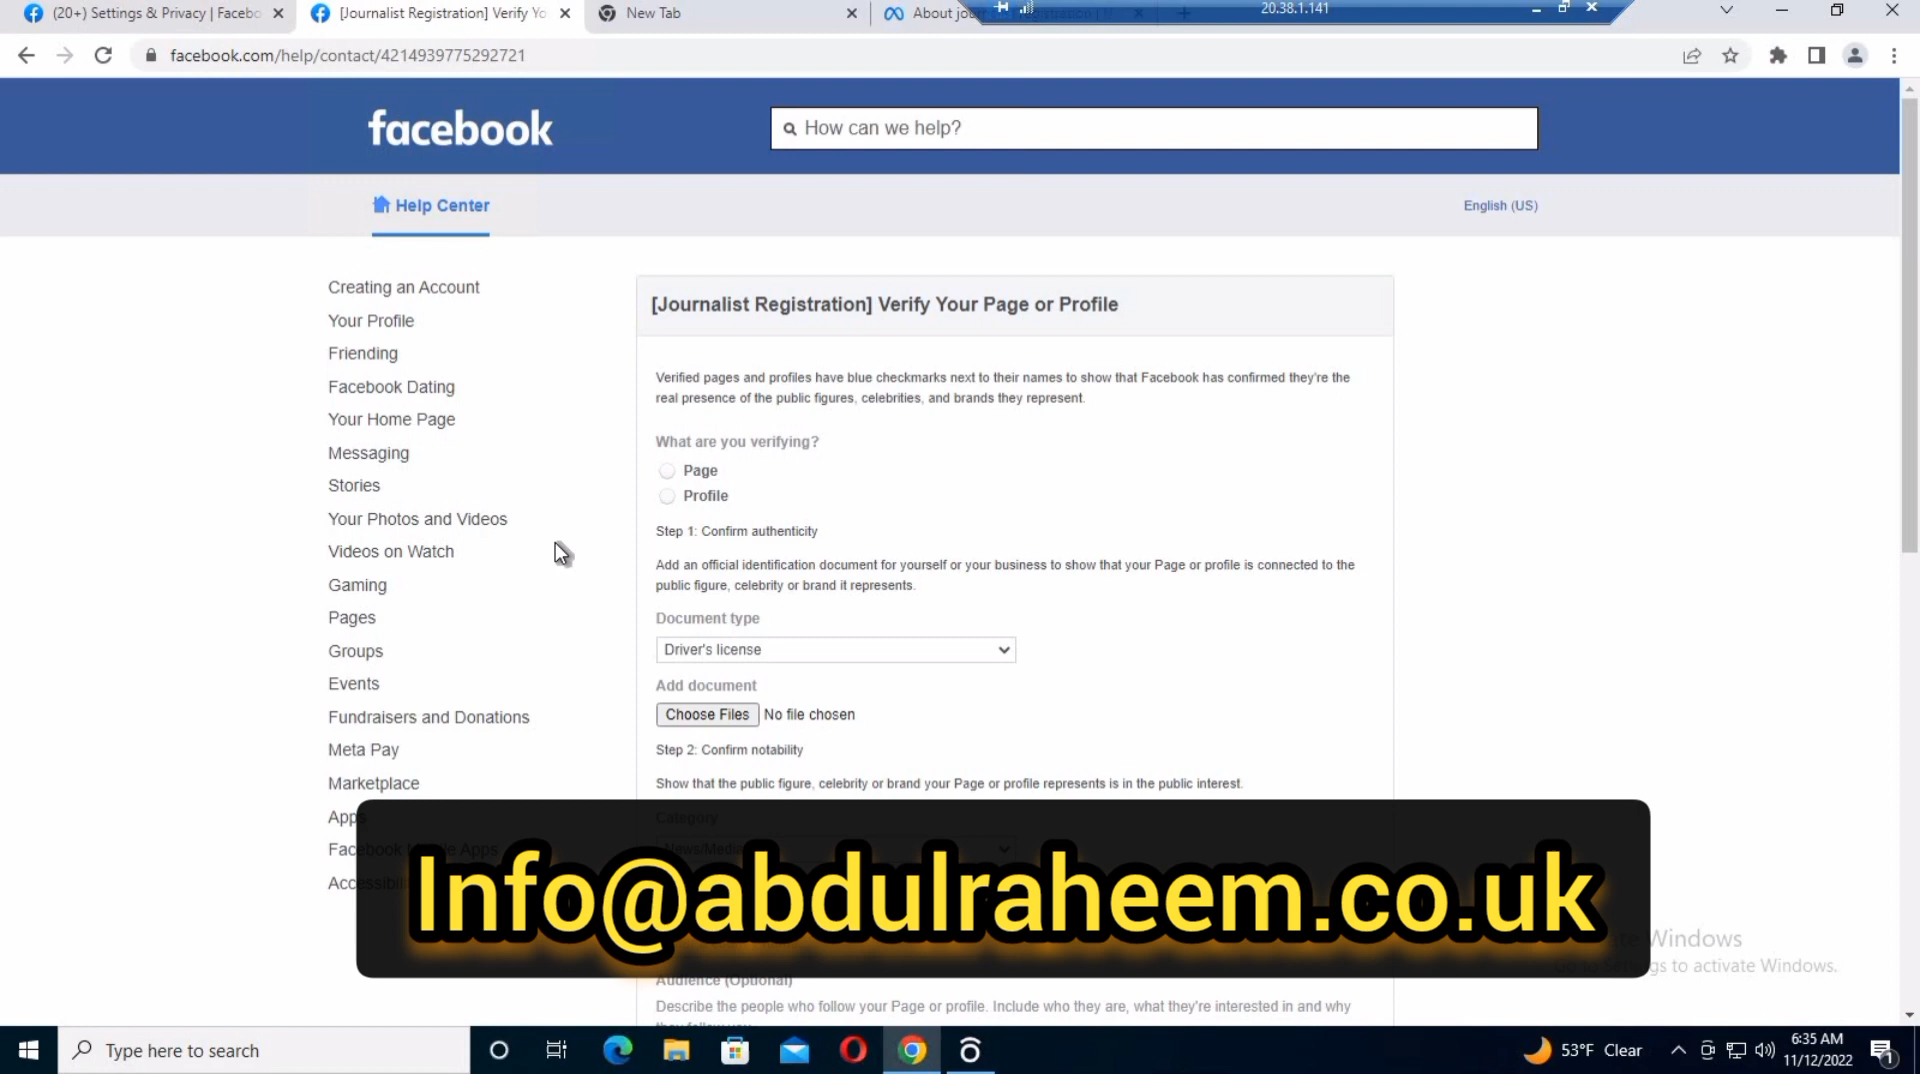 (20+) Settings & Privacy | Facebo
[Journalist Registration] Verify Yo
New Tab
About jour
20.38.1.141
facebook.com/help/contact/4214939775292721
facebook
How can we help?
Help Center
English (US)
Creating an Account
Your Profile
Friending
Facebook Dating
Your Home Page
Messaging
Stories
Your Photos and Videos
Videos on Watch
Gaming
Pages
Groups
Events
Fundraisers and Donations
Meta Pay
Marketplace
Apps
[Journalist Registration] Verify Your Page or Profile
Verified pages and profiles have blue checkmarks next to their names to show that Facebook has confirmed they're the
real presence of the public figures, celebrities, and brands they represent.
What are you verifying?
Page
Profile
Step 1: Confirm authenticity
Add an official identification document for yourself or your business to show that your Page or profile is connected to the
public figure, celebrity or brand it represents.
Document type
Driver's license
Add document
Choose Files No file chosen
Step 2: Confirm notability
Show that the public figure, celebrity or brand your Page or profile represents is in the public interest.
Category
News/Media
Info@abdulraheem.co.uk
Windows
to activate Windows.
Audience (Optional)
Describe the people who follow your Page or profile. Include who they are, what they're interested in and why
Type here to search
53°F Clear
6:35 AM
11/12/2022
1